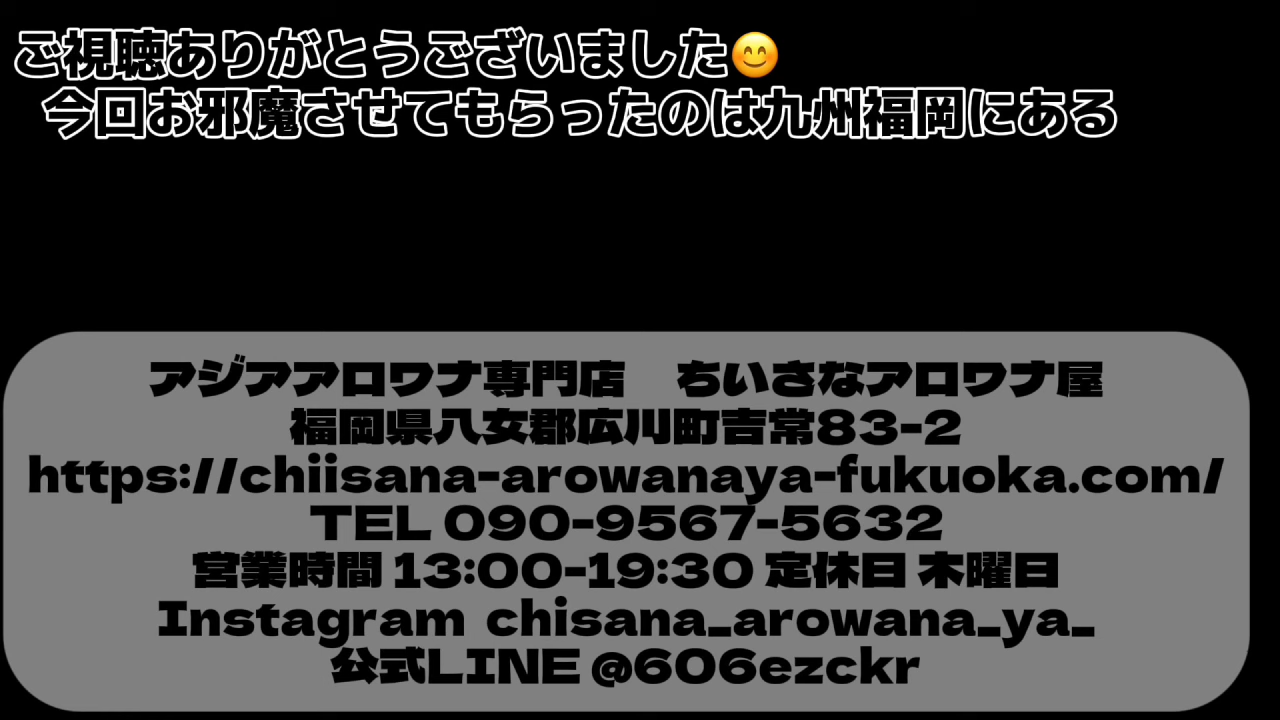 ご視聴ありがとうございました😊
今回お邪魔させてもらったのは九州福岡にある
アジアアロワナ専門店　ちいさなアロワナ屋
福岡県八女郡広川町吉常83-2
https://chiisana-arowanaya-fukuoka.com/
TEL 090-9567-5632
営業時間 13:00-19:30 定休日 木曜日
Instagram chisana_arowana_ya_
公式LINE @606ezckr